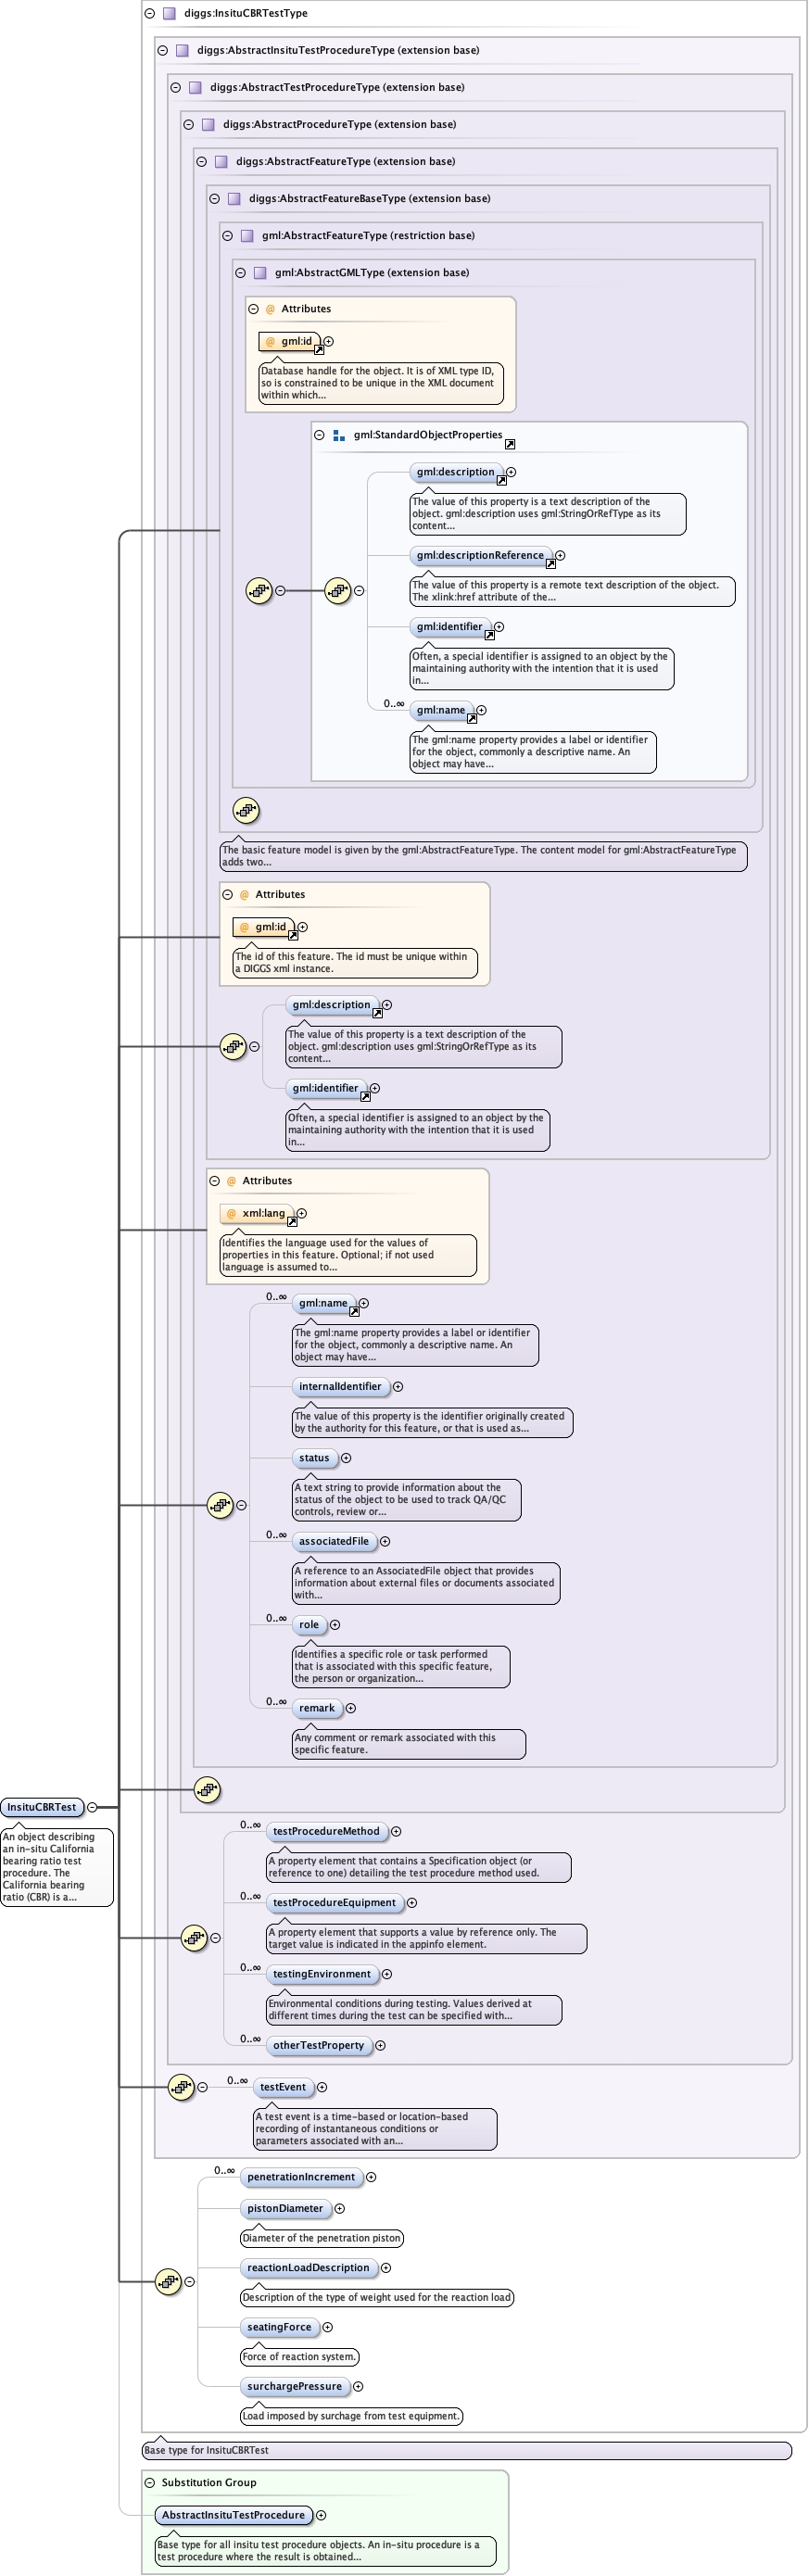 diggs:InsituCBRTestType
diggs:AbstractInsituTestProcedureType (extension base)
diggs:AbstractTestProcedureType (extension base)
diggs:AbstractProcedureType (extension base)
diggs:AbstractFeatureType (extension base)
diggs:AbstractFeatureBaseType (extension base)
gml:AbstractFeatureType (restriction base)
gml:AbstractGMLType (extension base)
@ Attributes
@ gml:id
Database handle for the object. It is of XML type ID,
so is constrained to be unique in the XML document
within which...
gml:StandardObjectProperties
gml:description
The value of this property is a text description of the
object. gml:description uses gml:StringOrRefType as its
content...
gml:descriptionReference
The value of this property is a remote text description of the object.
The xlink:href attribute of the...
gml:identifier
Often, a special identifier is assigned to an object by the
maintaining authority with the intention that it is used
in...
0..∞
gml:name
The gml:name property provides a label or identifier
for the object, commonly a descriptive name. An
object may have...
The basic feature model is given by the gml:AbstractFeatureType. The content model for gml:AbstractFeatureType
adds two...
@ Attributes
@ gml:id
The id of this feature. The id must be unique within
a DIGGS xml instance.
gml:description
The value of this property is a text description of the
object. gml:description uses gml:StringOrRefType as its
content...
gml:identifier
Often, a special identifier is assigned to an object by the
maintaining authority with the intention that it is used
in...
@ Attributes
@ xml:lang
Identifies the language used for the values of
properties in this feature. Optional; if not used
language is assumed to...
0..∞
gml:name
The gml:name property provides a label or identifier
for the object, commonly a descriptive name. An
object may have...
internalIdentifier
The value of this property is the identifier originally created
by the authority for this feature, or that is used as...
status
A text string to provide information about the
status of the object to be used to track QA/QC
controls, review or...
0..∞
associatedFile
A reference to an AssociatedFile object that provides
information about external files or documents associated
with...
0..∞
role
Identifies a specific role or task performed
that is associated with this specific feature,
the person or organization...
0..∞
remark
Any comment or remark associated with this
specific feature.
InsituCBRTest
An object describing
an in-situ California
bearing ratio test
procedure. The
California bearing
ratio (CBR) is a...
0..∞
testProcedureMethod
A property element that contains a Specification object (or
reference to one) detailing the test procedure method used.
0..∞
testProcedureEquipment
A property element that supports a value by reference only. The
target value is indicated in the appinfo element.
0..∞
testingEnvironment
Environmental conditions during testing. Values derived at
different times during the test can be specified with...
0..∞
otherTestProperty
0..∞
testEvent
A test event is a time-based or location-based
recording of instantaneous conditions or
parameters associated with an...
0..∞
penetrationIncrement
pistonDiameter
Diameter of the penetration piston
reactionLoadDescription
Description of the type of weight used for the reaction load
seatingForce
Force of reaction system.
surchargePressure
Load imposed by surchage from test equipment.
Base type for InsituCBRTest
Substitution Group
AbstractInsituTestProcedure
Base type for all insitu test procedure objects. An in-situ procedure is a
test procedure where the result is obtained...